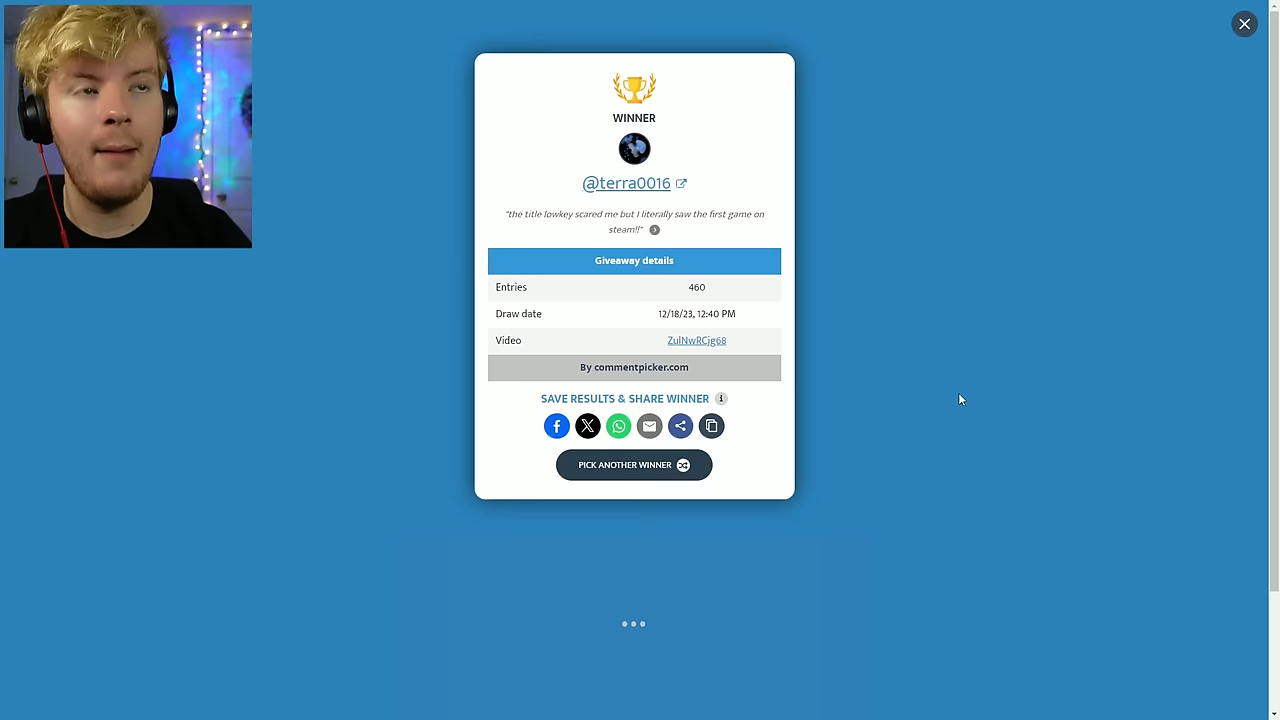 WINNER
@terra0016
"the title lowkey scared me but I literally saw the first game on
steam!!"
Giveaway details
Entries 460
Draw date 12/18/23, 12:40 PM
Video ZulNwRCjg68
By commentpicker.com
SAVE RESULTS & SHARE WINNER
PICK ANOTHER WINNER